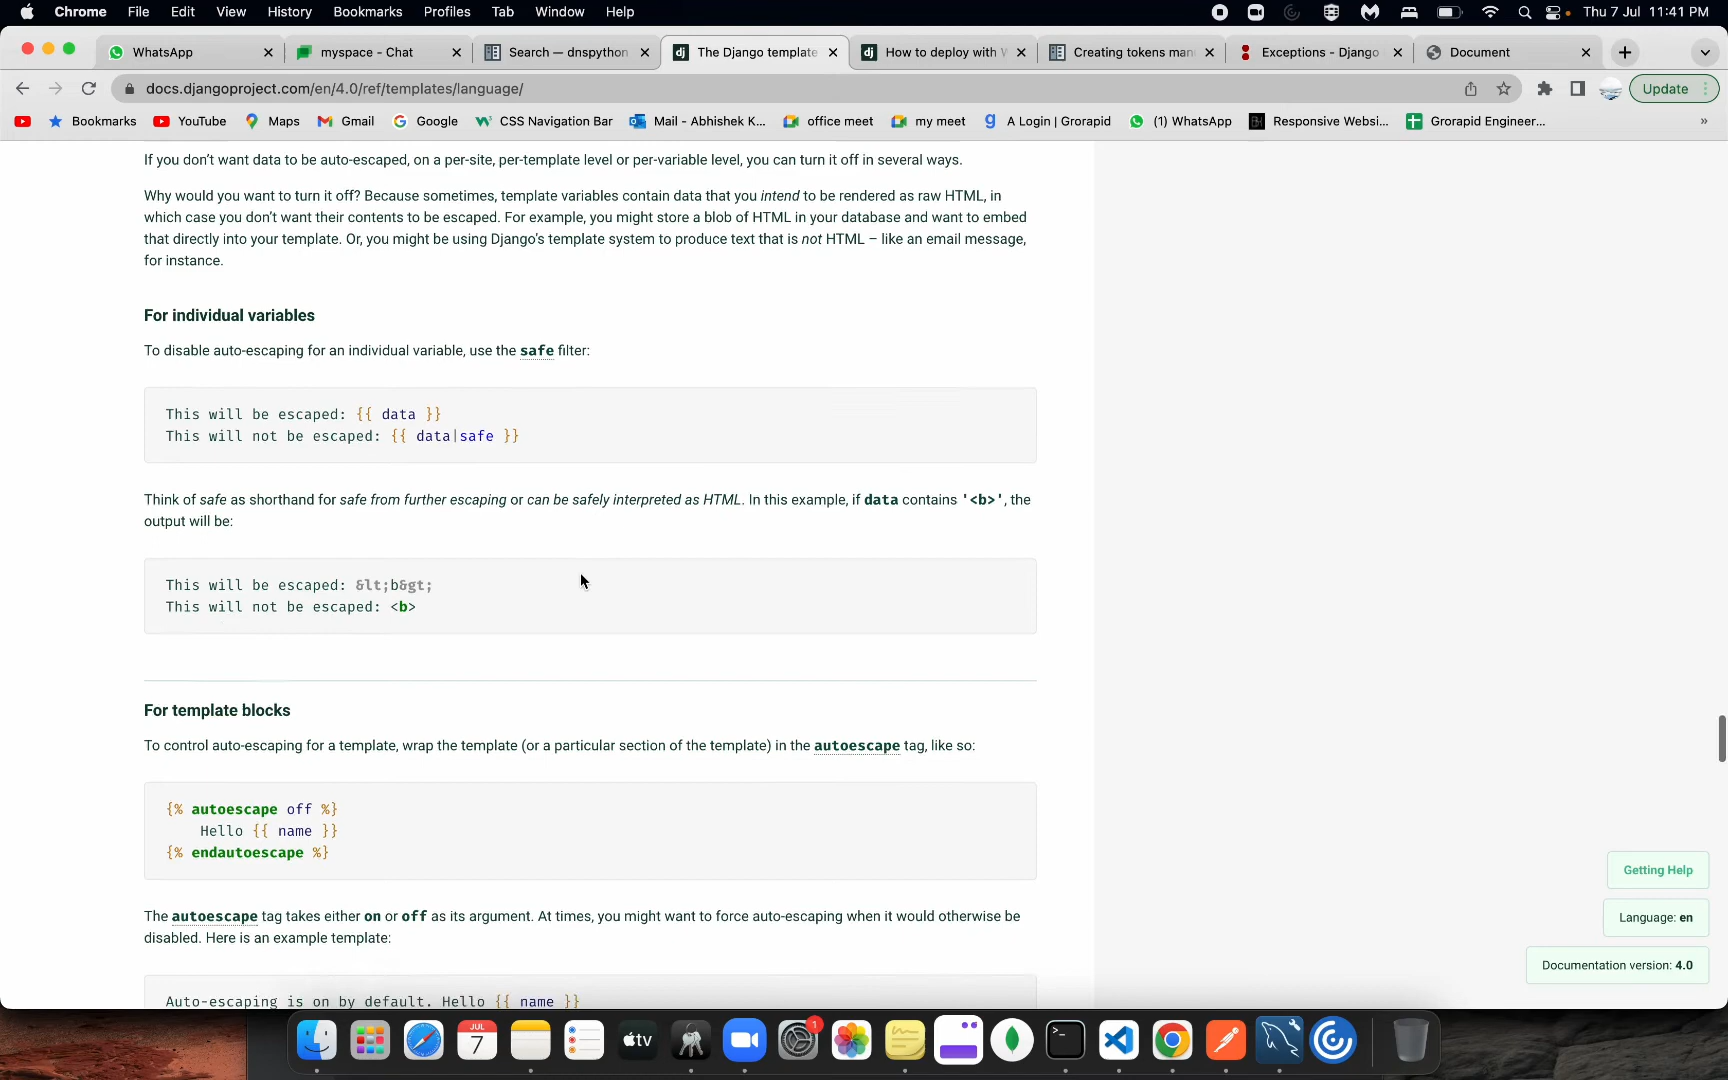 Chrome File Edit View History Bookmarks Profiles Tab Window Help Thu 7 Jul 11:41 PM
WhatsApp myspace - Chat Search — dnspython The Django template How to deploy with Creating tokens man Exceptions - Django Document
docs.djangoproject.com/en/4.0/ref/templates/language/ Update
Bookmarks YouTube Maps Gmail Google CSS Navigation Bar Mail - Abhishek K... office meet my meet A Login | Grorapid (1) WhatsApp Responsive Websi... Grorapid Engineer... »
If you don’t want data to be auto-escaped, on a per-site, per-template level or per-variable level, you can turn it off in several ways.
Why would you want to turn it off? Because sometimes, template variables contain data that you intend to be rendered as raw HTML, in
which case you don’t want their contents to be escaped. For example, you might store a blob of HTML in your database and want to embed
that directly into your template. Or, you might be using Django’s template system to produce text that is not HTML – like an email message,
for instance.
For individual variables
To disable auto-escaping for an individual variable, use the safe filter:
This will be escaped: {{ data }}
This will not be escaped: {{ data|safe }}
Think of safe as shorthand for safe from further escaping or can be safely interpreted as HTML. In this example, if data contains '<b>', the
output will be:
This will be escaped: &lt;b&gt;
This will not be escaped: <b>
For template blocks
To control auto-escaping for a template, wrap the template (or a particular section of the template) in the autoescape tag, like so:
{% autoescape off %}
Hello {{ name }}
{% endautoescape %}
The autoescape tag takes either on or off as its argument. At times, you might want to force auto-escaping when it would otherwise be
disabled. Here is an example template:
Auto-escaping is on by default. Hello {{ name }}
Getting Help
Language: en
Documentation version: 4.0
JUL
7
tv
1